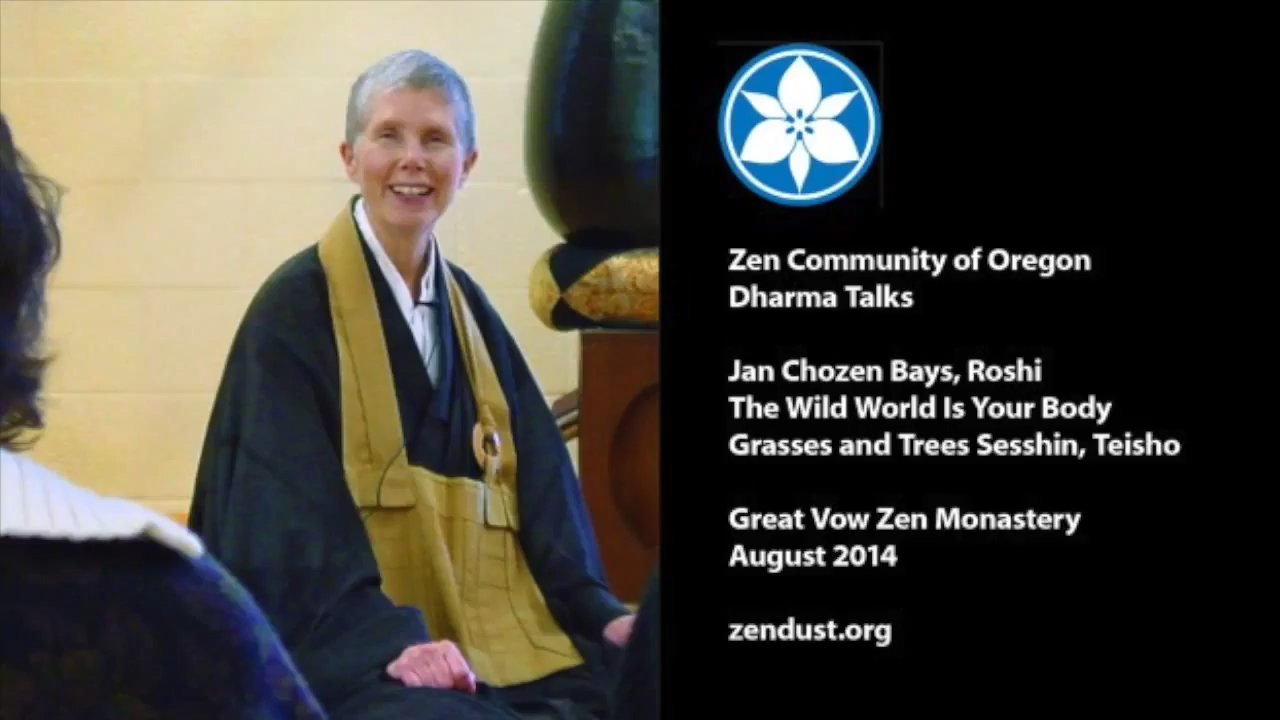 Zen Community of Oregon
Dharma Talks
Jan Chozen Bays, Roshi
The Wild World Is Your Body
Grasses and Trees Sesshin, Teisho
Great Vow Zen Monastery
August 2014
zendust.org